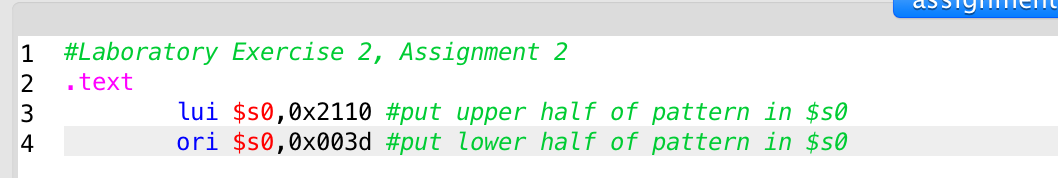 assignment
1 #Laboratory Exercise 2, Assignment 2
2 .text
3 lui $s0,0x2110 #put upper half of pattern in $s0
4 ori $s0,0x003d #put lower half of pattern in $s0